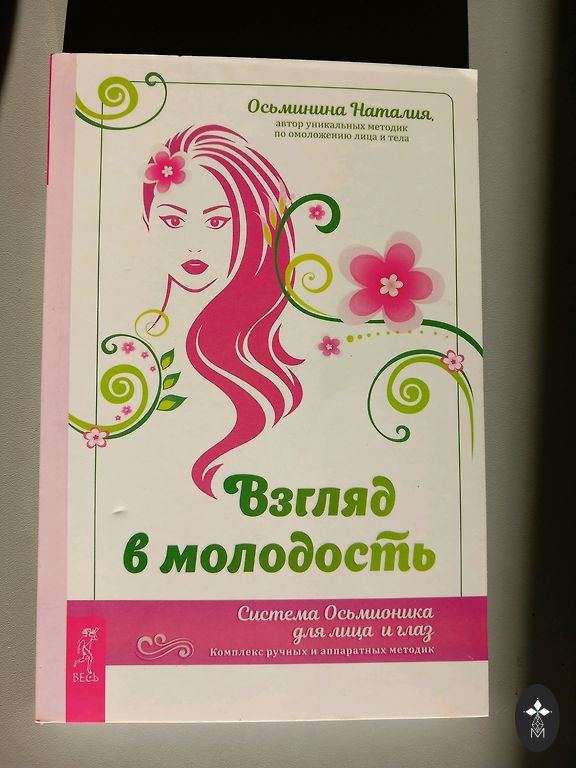 Осьминина Наталия,
автор уникальных методик
по омоложению лица и тела
Взгляд
в молодость
Система Осьмионика
для лица и глаз
Комплекс ручных и аппаратных методик
ВЕСЬ
М